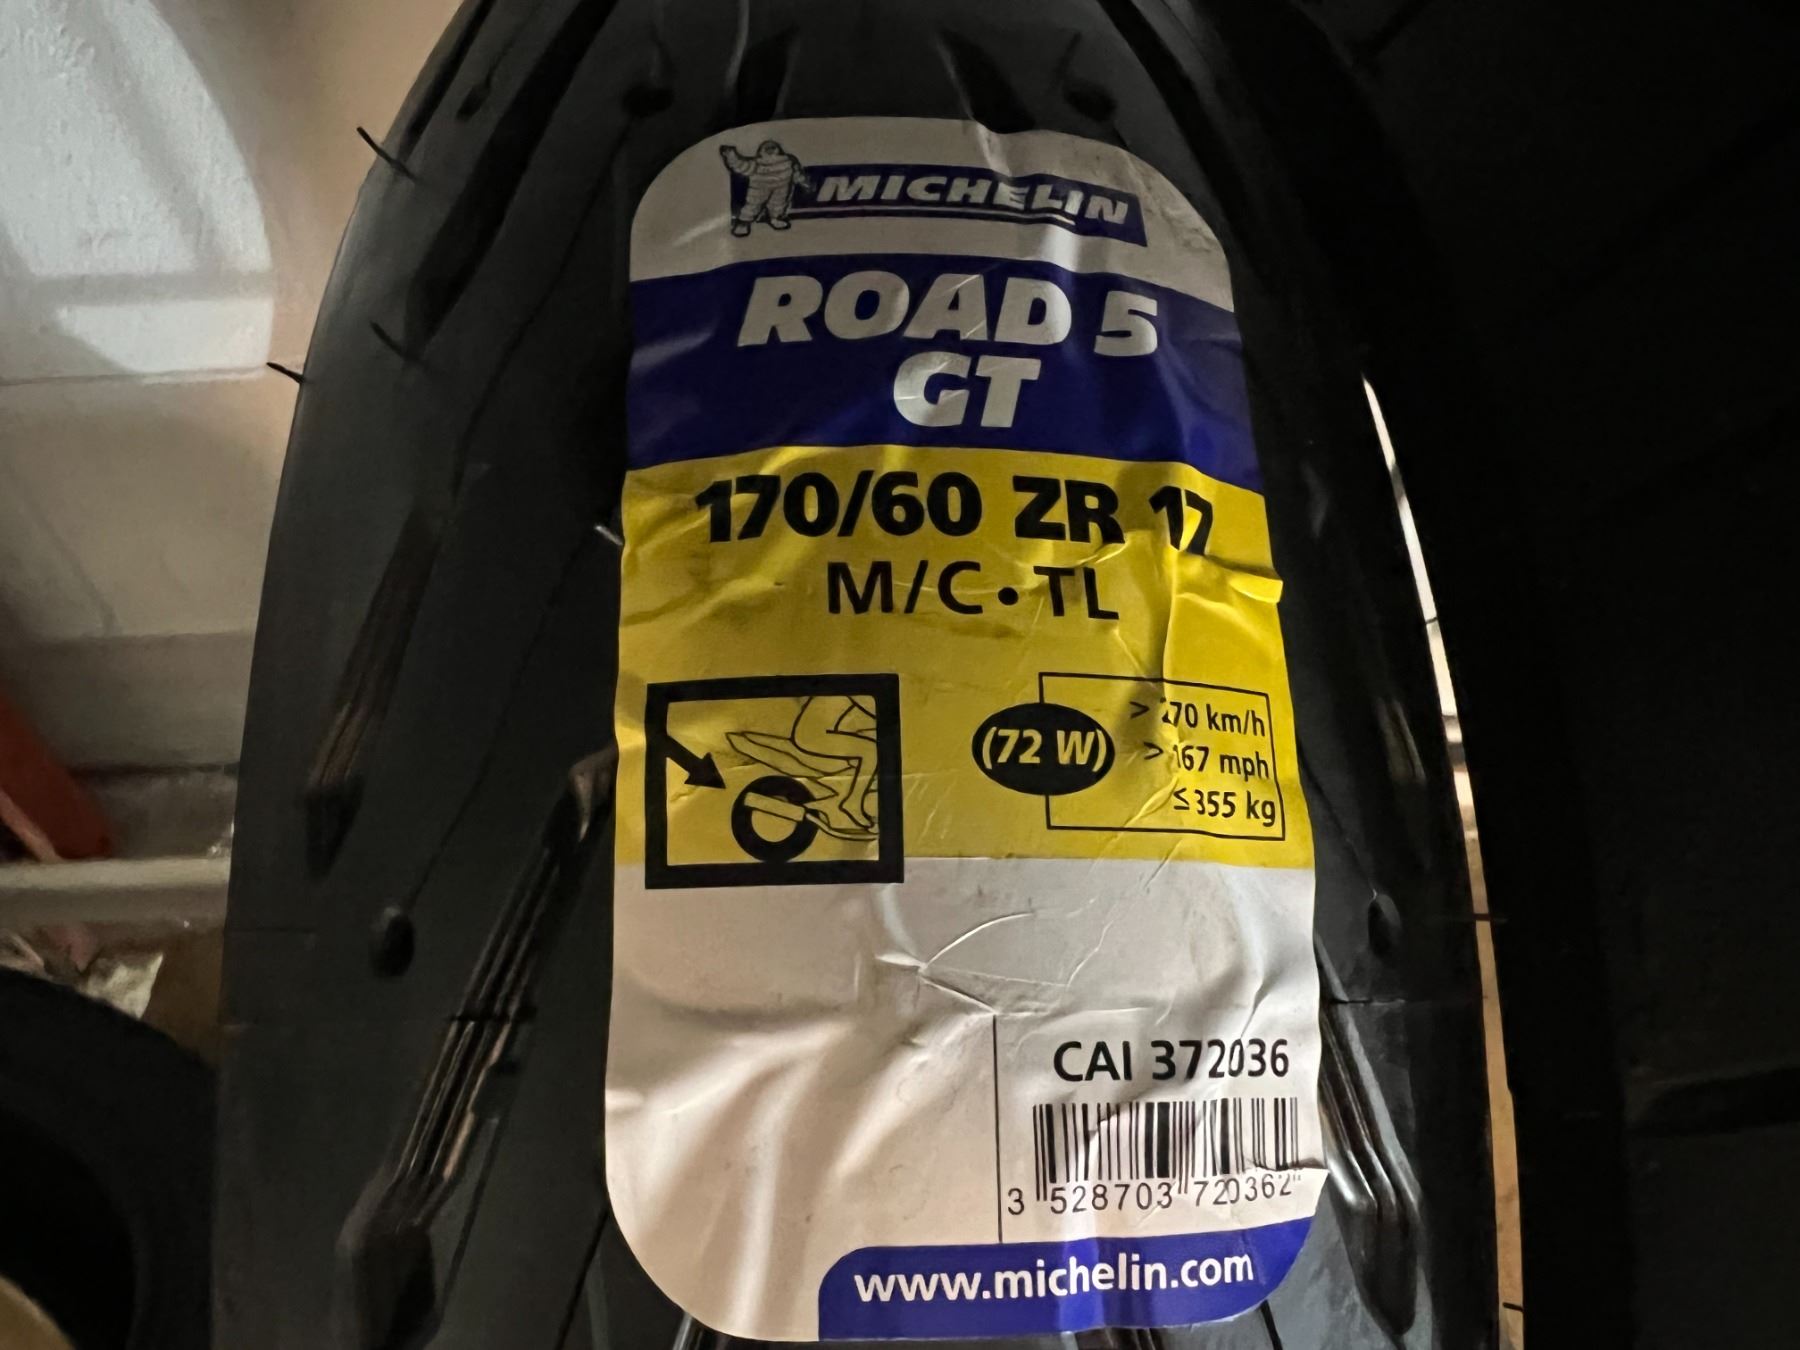 MICHELIN
ROAD 5
GT
170/60 ZR 17
M/C • TL
(72 W)
> 270 km/h
> 167 mph
≤ 355 kg
CAI 372036
3 528703 720362
www.michelin.com